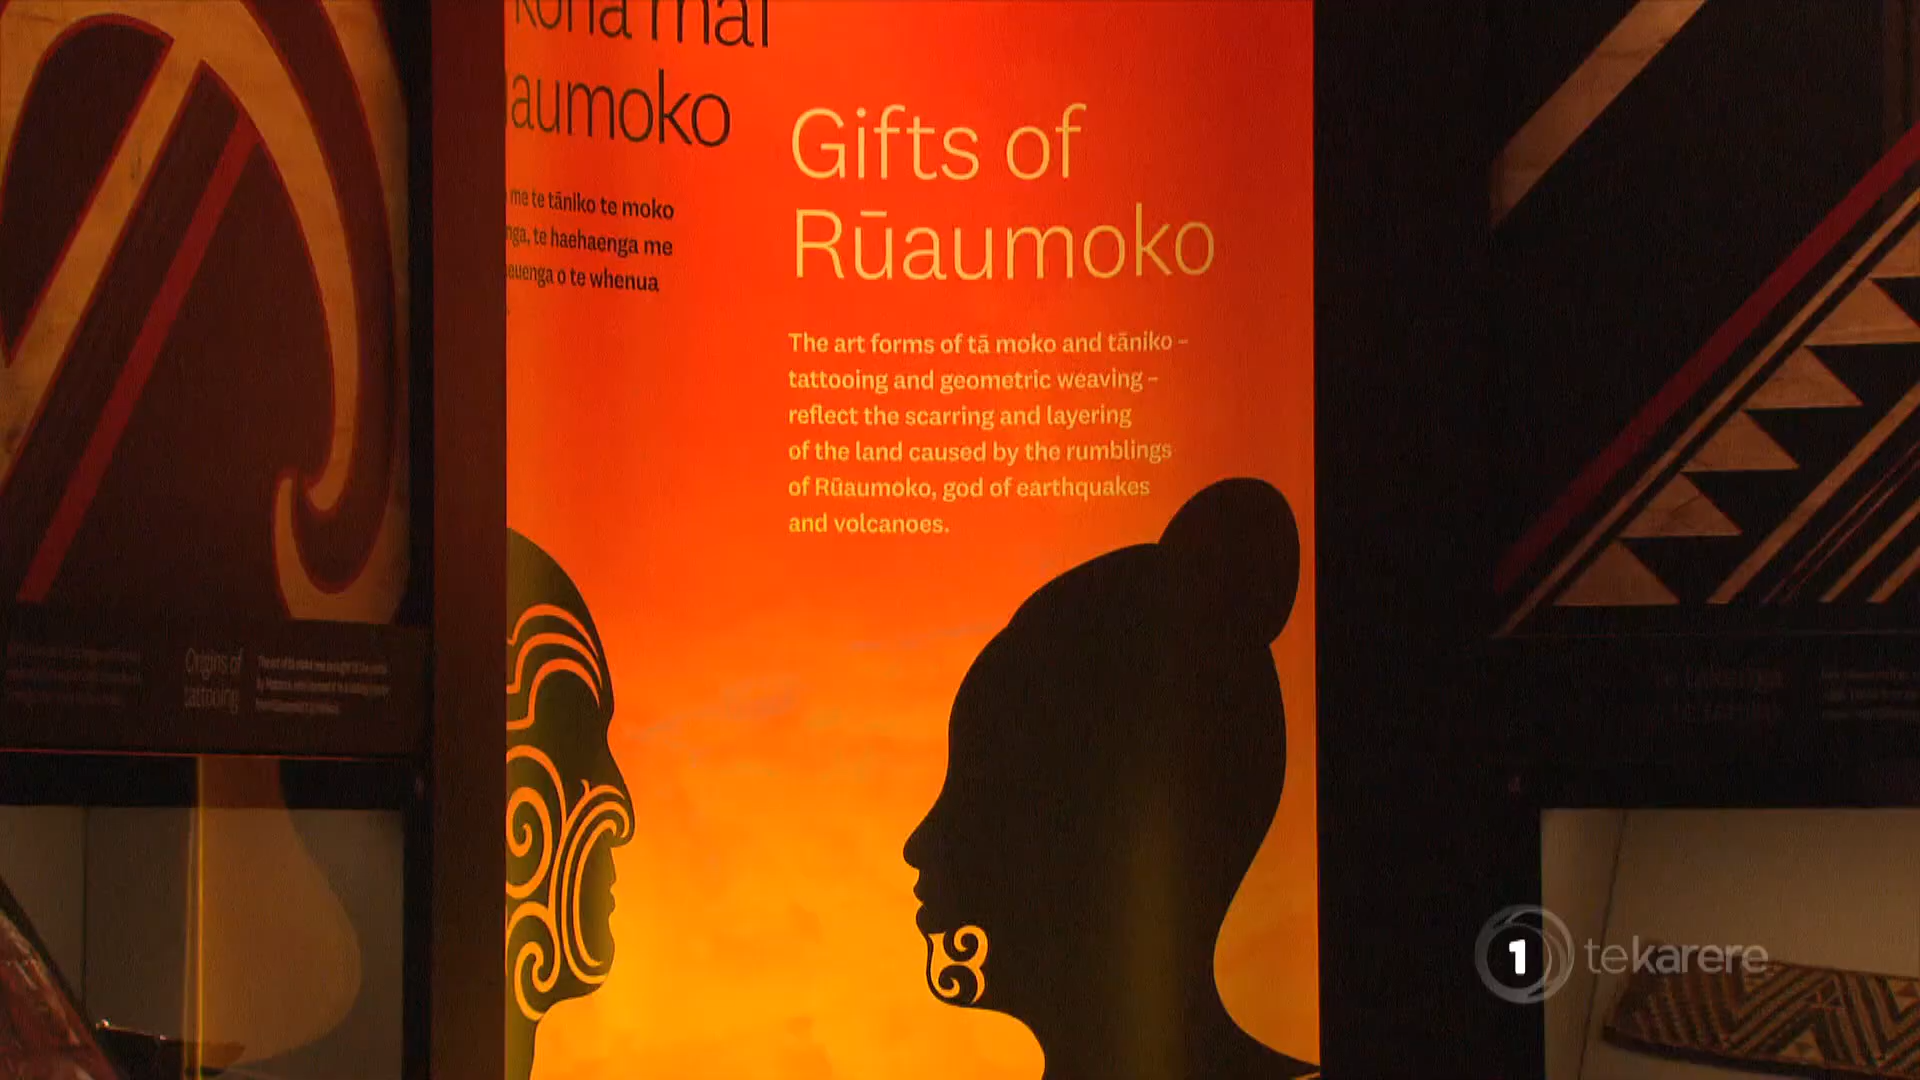 mai
aumoko
me te tāniko te moko
nga, te haehaenga me
euenga o te whenua
Gifts of
Rūaumoko
The art forms of tā moko and tāniko –
tattooing and geometric weaving –
reflect the scarring and layering
of the land caused by the rumblings
of Rūaumoko, god of earthquakes
and volcanoes.
Origins of
tattooing
1 tekarere